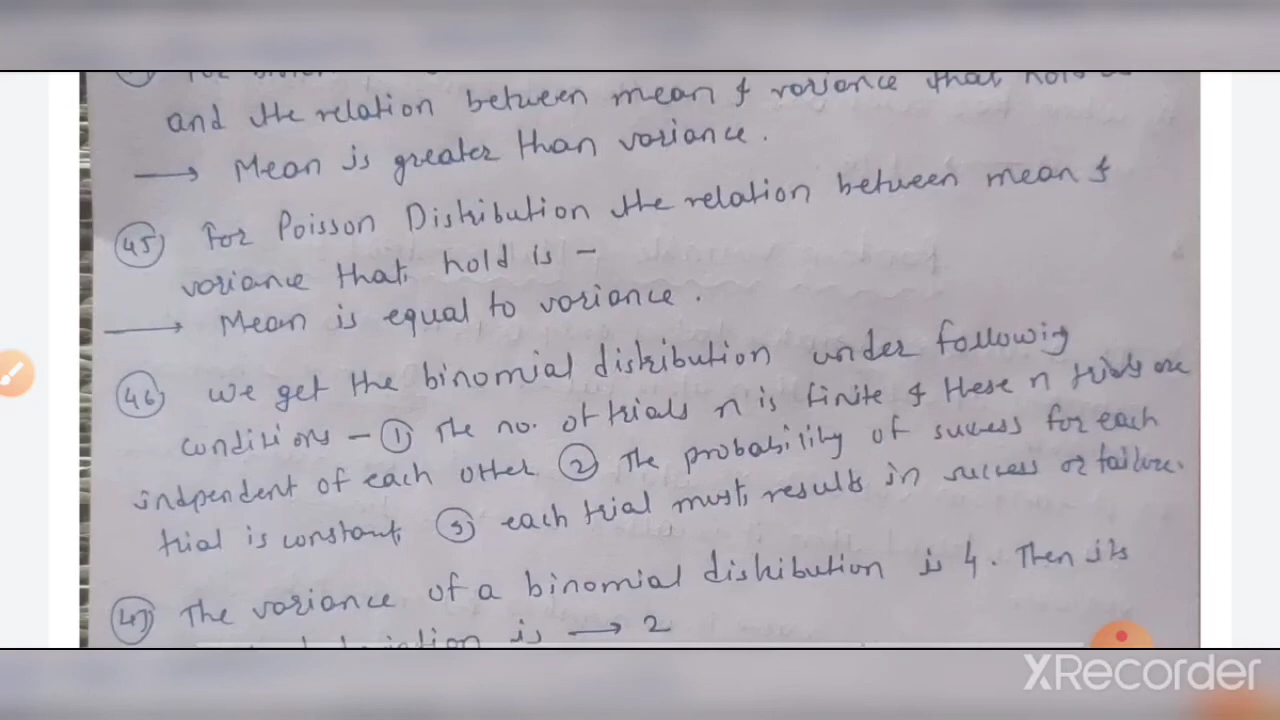 and the relation between mean & variance that hold
→ Mean is greater than variance.
45 For Poisson Distribution the relation between mean &
variance that hold is -
→ Mean is equal to variance.
46 We get the binomial distribution under following
conditions - ① The no. of trials n is finite & these n trials are
indpendent of each other ② The probability of success for each
trial is constant ③ each trial must results in success or failure.
47 The variance of a binomial distribution is 4. Then its
is → 2
XRecorder